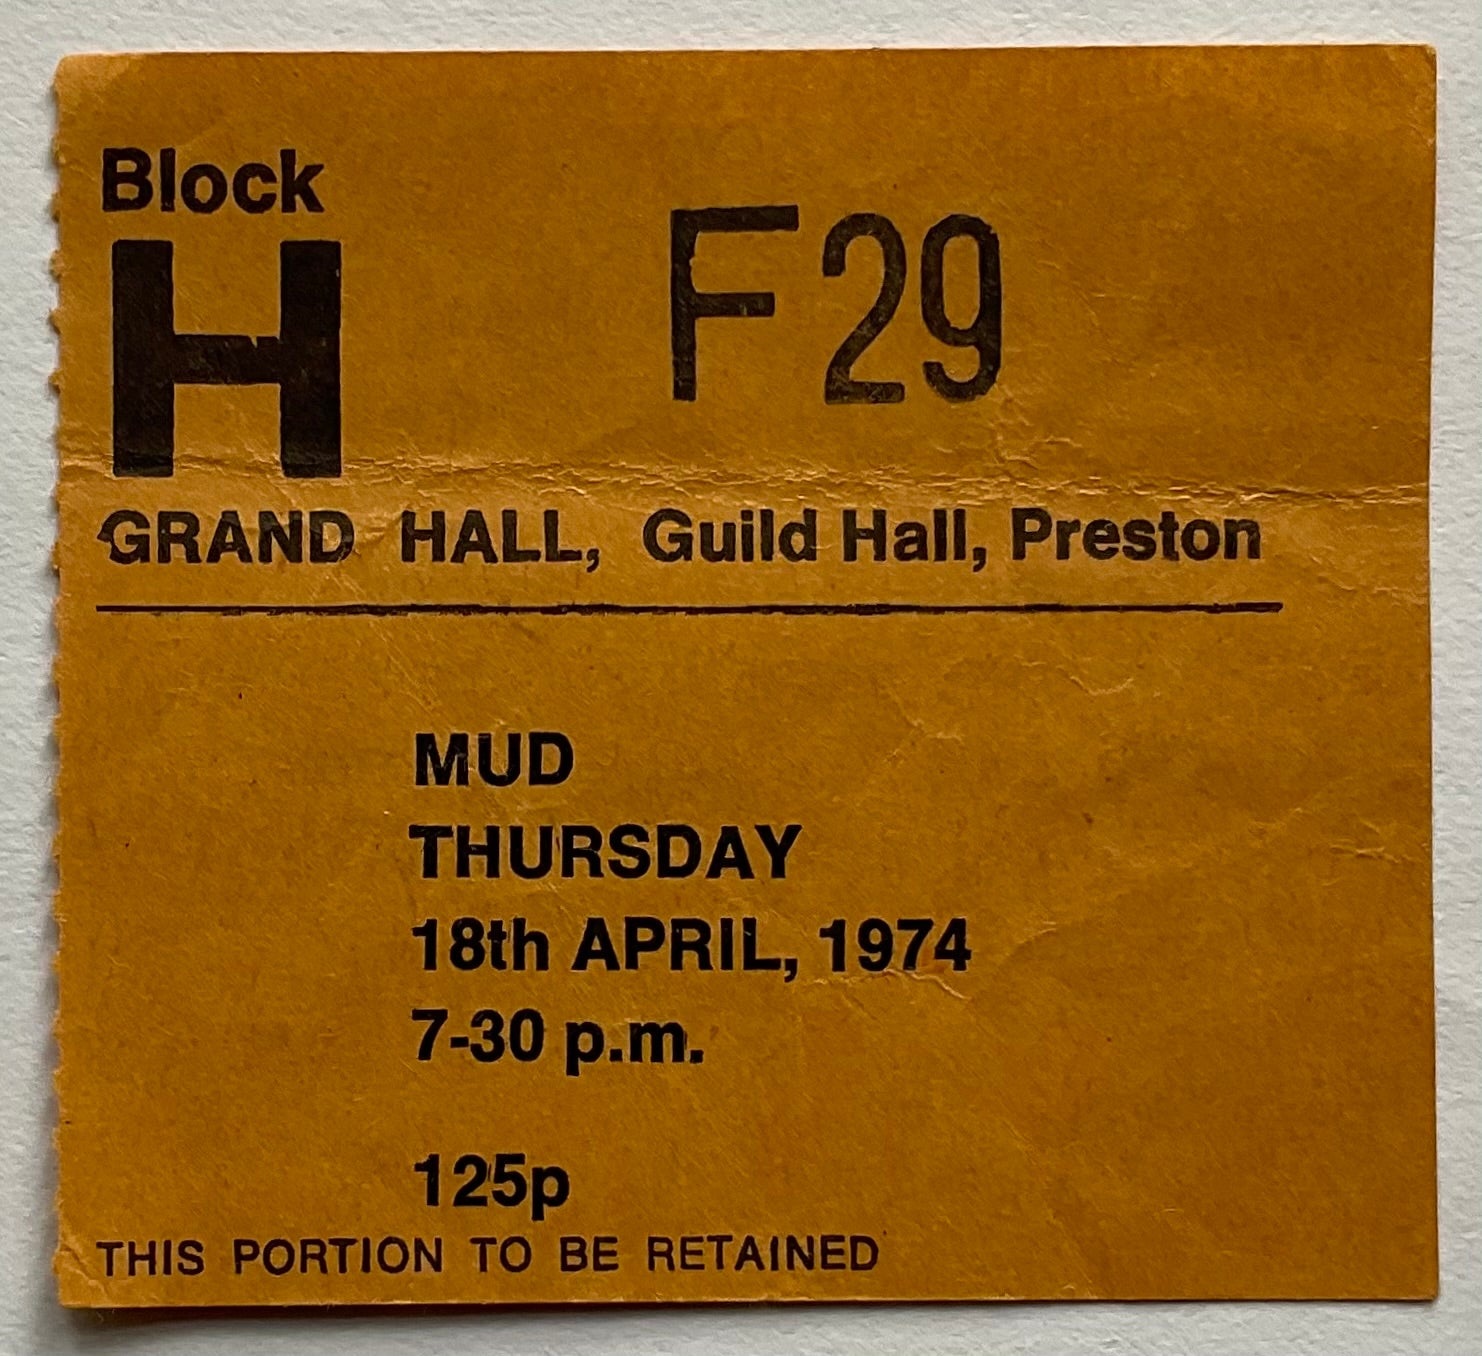 Block
H
F 29
GRAND HALL, Guild Hall, Preston
MUD
THURSDAY
18th APRIL, 1974
7-30 p.m.
125p
THIS PORTION TO BE RETAINED